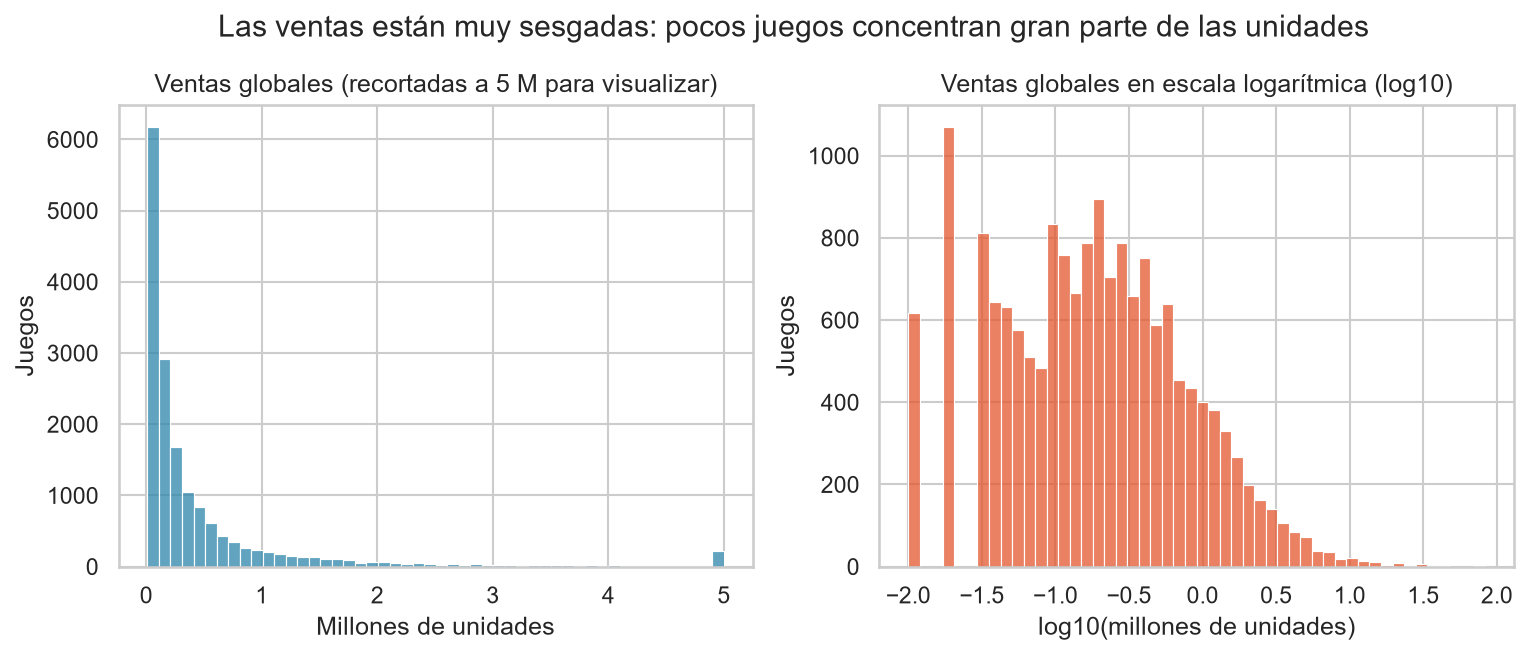 Las ventas están muy sesgadas: pocos juegos concentran gran parte de las unidades
Ventas globales (recortadas a 5 M para visualizar)
Juegos
6000
5000
4000
3000
2000
1000
0
0 1 2 3 4 5
Millones de unidades
Ventas globales en escala logarítmica (log10)
Juegos
1000
800
600
400
200
0
−2.0 −1.5 −1.0 −0.5 0.0 0.5 1.0 1.5 2.0
log10(millones de unidades)